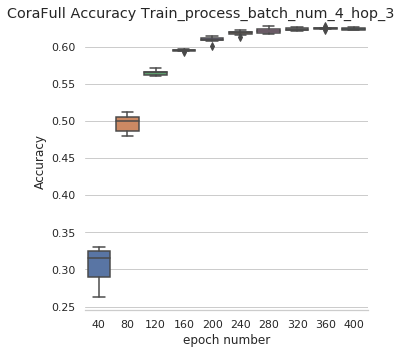 CoraFull Accuracy Train_process_batch_num_4_hop_3
0.60
0.55
0.50
0.45
0.40
0.35
0.30
0.25
Accuracy
40 80 120 160 200 240 280 320 360 400
epoch number